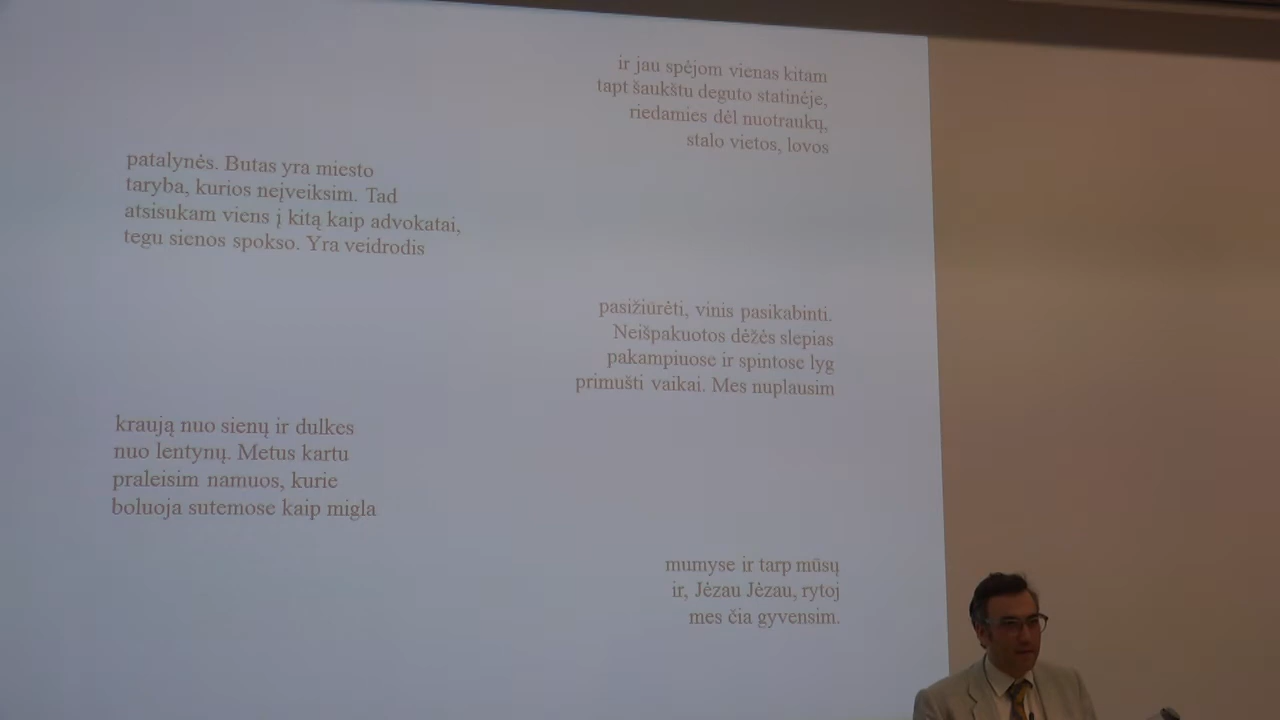 ir jau spėjom vienas kitam
tapt šaukštu deguto statinėje,
riedamies dėl nuotraukų,
stalo vietos, lovos
patalynės. Butas yra miesto
taryba, kurios neįveiksim. Tad
atsisukam viens į kitą kaip advokatai,
tegu sienos spokso. Yra veidrodis
pasižiūrėti, vinis pasikabinti.
Neišpakuotos dėžės slepias
pakampiuose ir spintose lyg
primušti vaikai. Mes nuplausim
kraują nuo sienų ir dulkes
nuo lentynų. Metus kartu
praleisim namuos, kurie
boluoja sutemose kaip migla
mumyse ir tarp mūsų
ir, Jėzau Jėzau, rytoj
mes čia gyvensim.